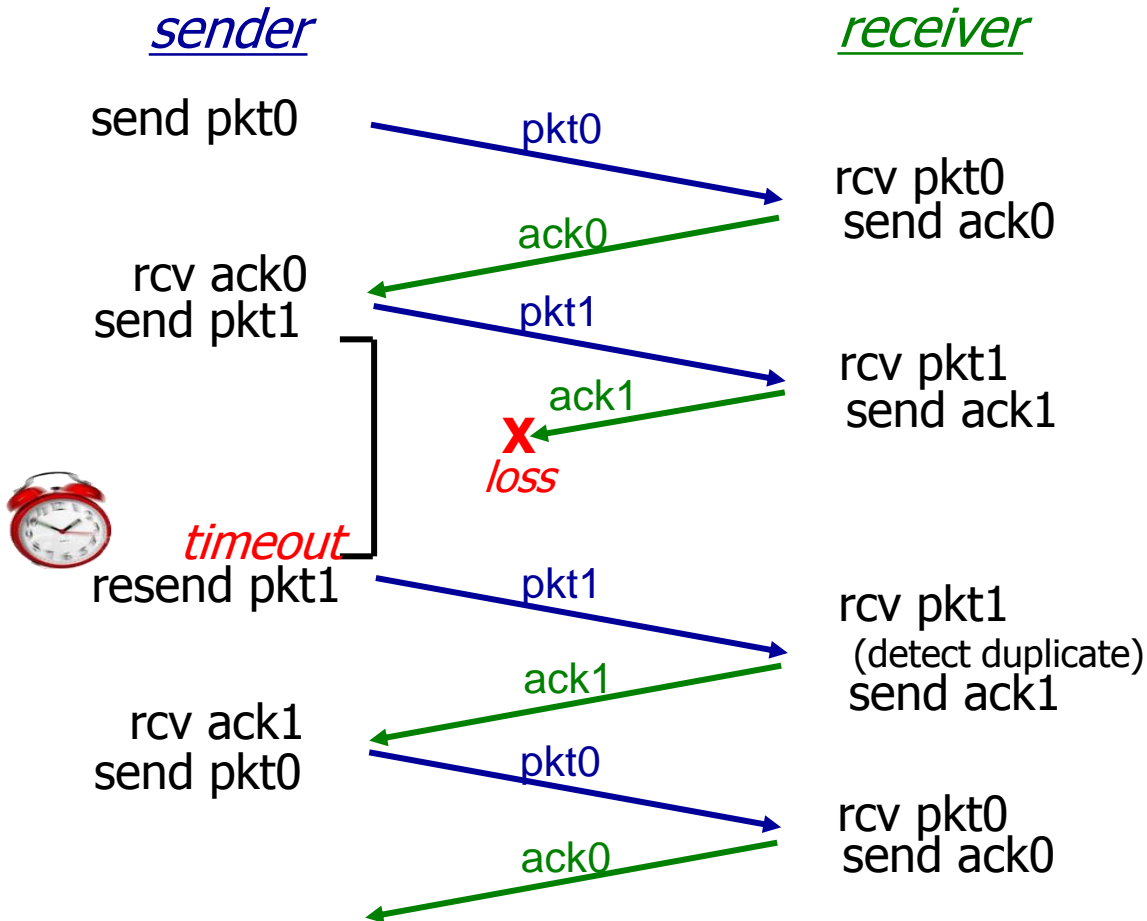 sender
receiver
send pkt0
pkt0
rcv pkt0
send ack0
ack0
rcv ack0
send pkt1
pkt1
rcv pkt1
send ack1
ack1
X
loss
timeout
resend pkt1
pkt1
rcv pkt1
(detect duplicate)
send ack1
ack1
rcv ack1
send pkt0
pkt0
rcv pkt0
send ack0
ack0